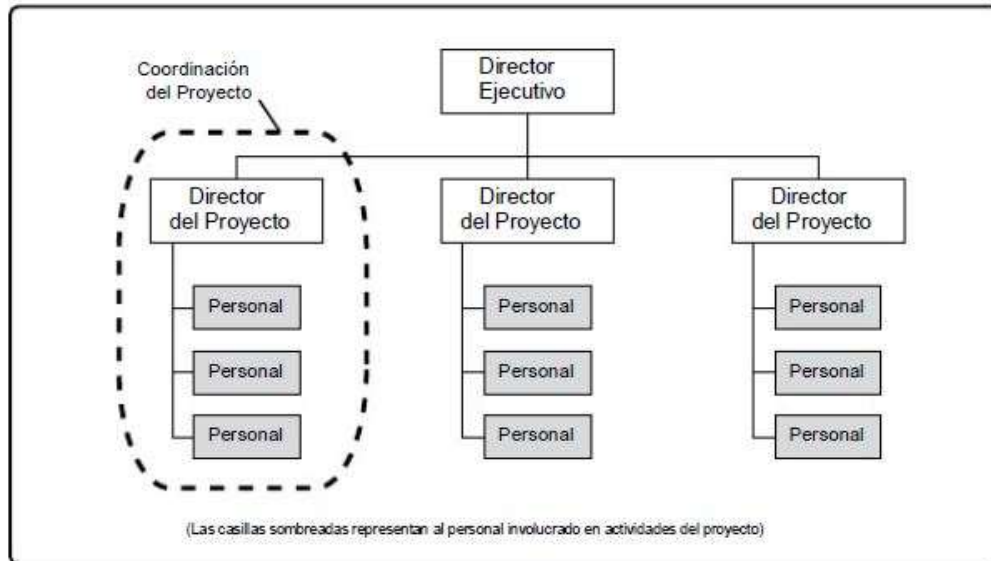 Coordinación
del Proyecto
Director
Ejecutivo
Director
del Proyecto
Director
del Proyecto
Director
del Proyecto
Personal
Personal
Personal
Personal
Personal
Personal
Personal
Personal
Personal
(Las casillas sombreadas representan al personal involucrado en actividades del proyecto)